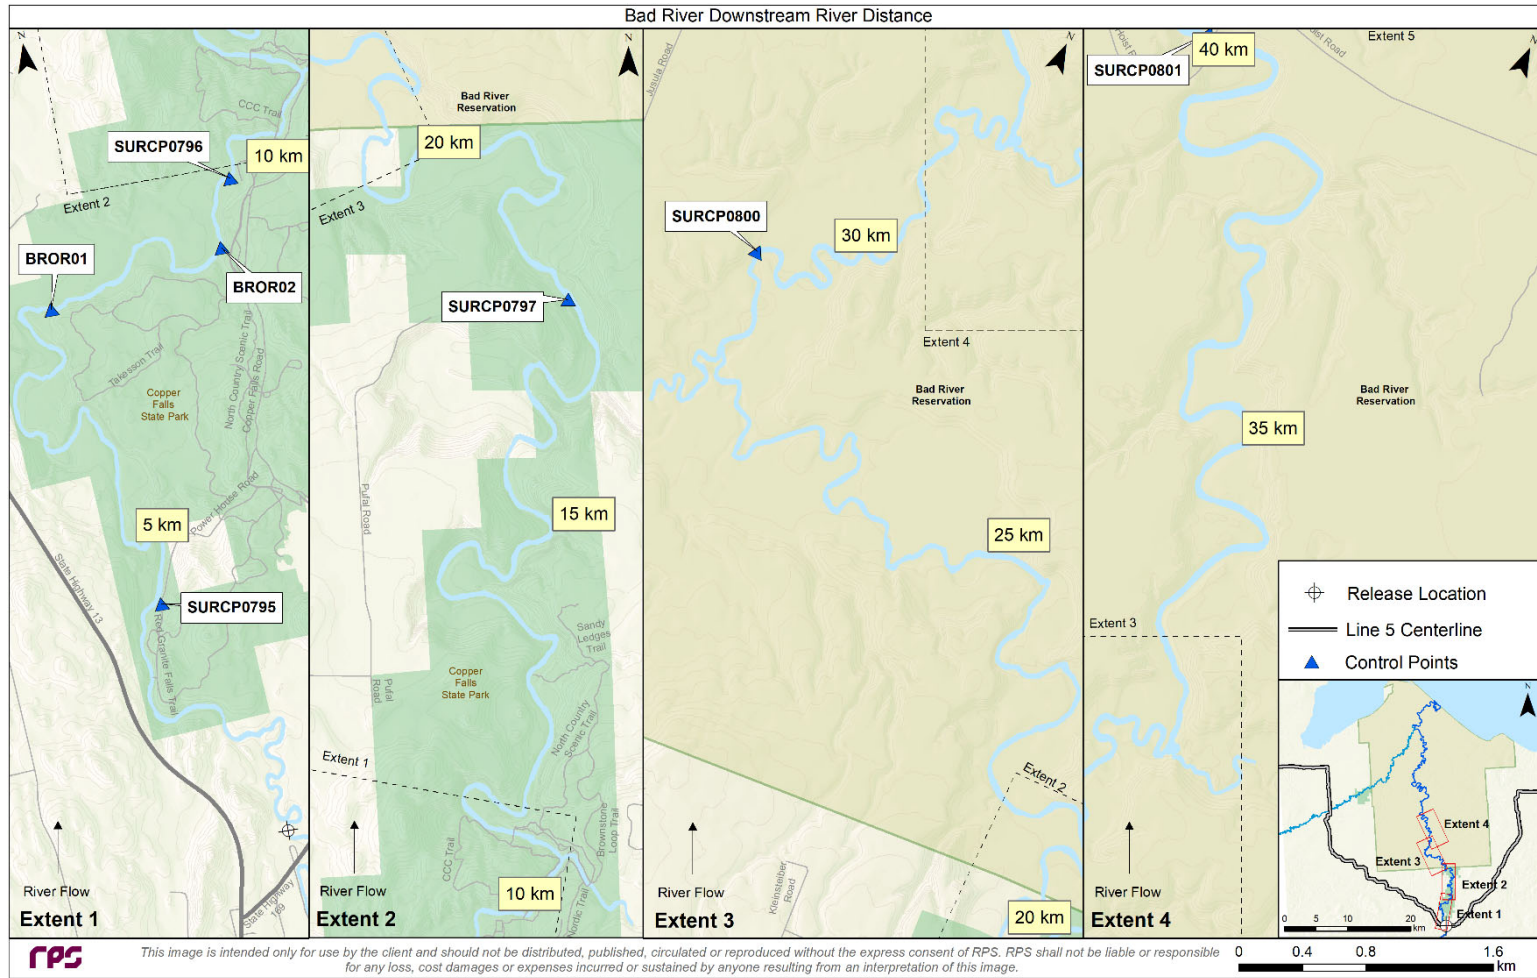 Bad River Downstream River Distance
N
CCC Trail
SURCP0796
10 km
Extent 2
BROR01
BROR02
Takesson Trail
North Country Scenic Trail
Copper Falls Road
Copper
Falls
State Park
5 km
Power House Road
State Highway 13
SURCP0795
Red Granite Falls Trail
River Flow
Extent 1
State Highway
169
N
Bad River
Reservation
20 km
Extent 3
SURCP0797
Pufal Road
15 km
Sandy
Ledges
Trail
Copper
Falls
State Park
Pufal
Road
North Country
Scenic Trail
Extent 1
Brownstone
Loop Trail
CCC Trail
10 km
Nordic Trail
River Flow
Extent 2
N
Jusula Road
SURCP0800
30 km
Extent 4
Bad River
Reservation
25 km
Extent 2
Kleinsteiber
Road
River Flow
Extent 3
20 km
N
Extent 5
40 km
SURCP0801
Bad River
Reservation
35 km
Extent 3
River Flow
Extent 4
Release Location
Line 5 Centerline
Control Points
N
Extent 4
Extent 3
Extent 2
Extent 1
0 5 10 20
km
rps
This image is intended only for use by the client and should not be distributed, published, circulated or reproduced without the express consent of RPS. RPS shall not be liable or responsible
for any loss, cost damages or expenses incurred or sustained by anyone resulting from an interpretation of this image.
0 0.4 0.8 1.6
km